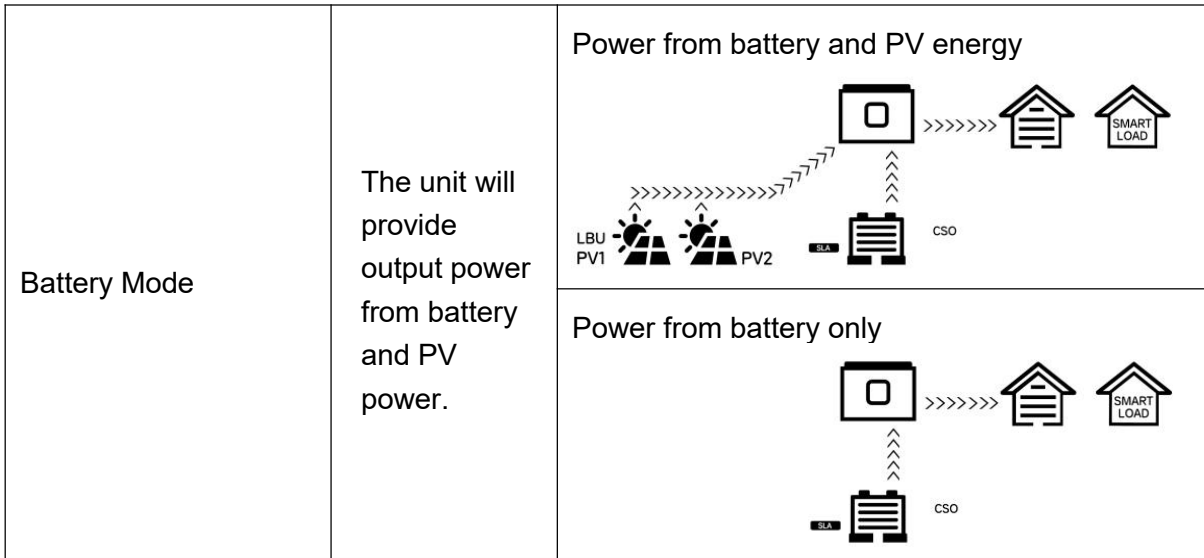 Battery Mode
The unit will
provide
output power
from battery
and PV
power.
Power from battery and PV energy
SMART
LOAD
LBU
PV1
PV2
SLA
CSO
Power from battery only
SMART
LOAD
SLA
CSO